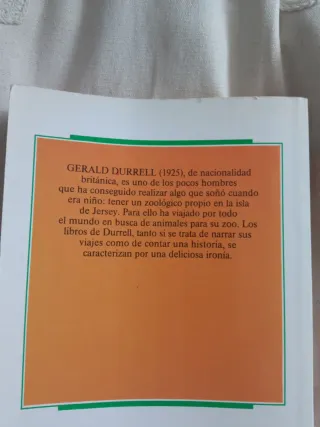 GERALD DURRELL (1925), de nacionalidad
británica, es uno de los pocos hombres
que ha conseguido realizar algo que soñó cuando
era niño: tener un zoológico propio en la isla
de Jersey. Para ello ha viajado por todo
el mundo en busca de animales para su zoo. Los
libros de Durrell, tanto si se trata de narrar sus
viajes como de contar una historia, se
caracterizan por una deliciosa ironía.